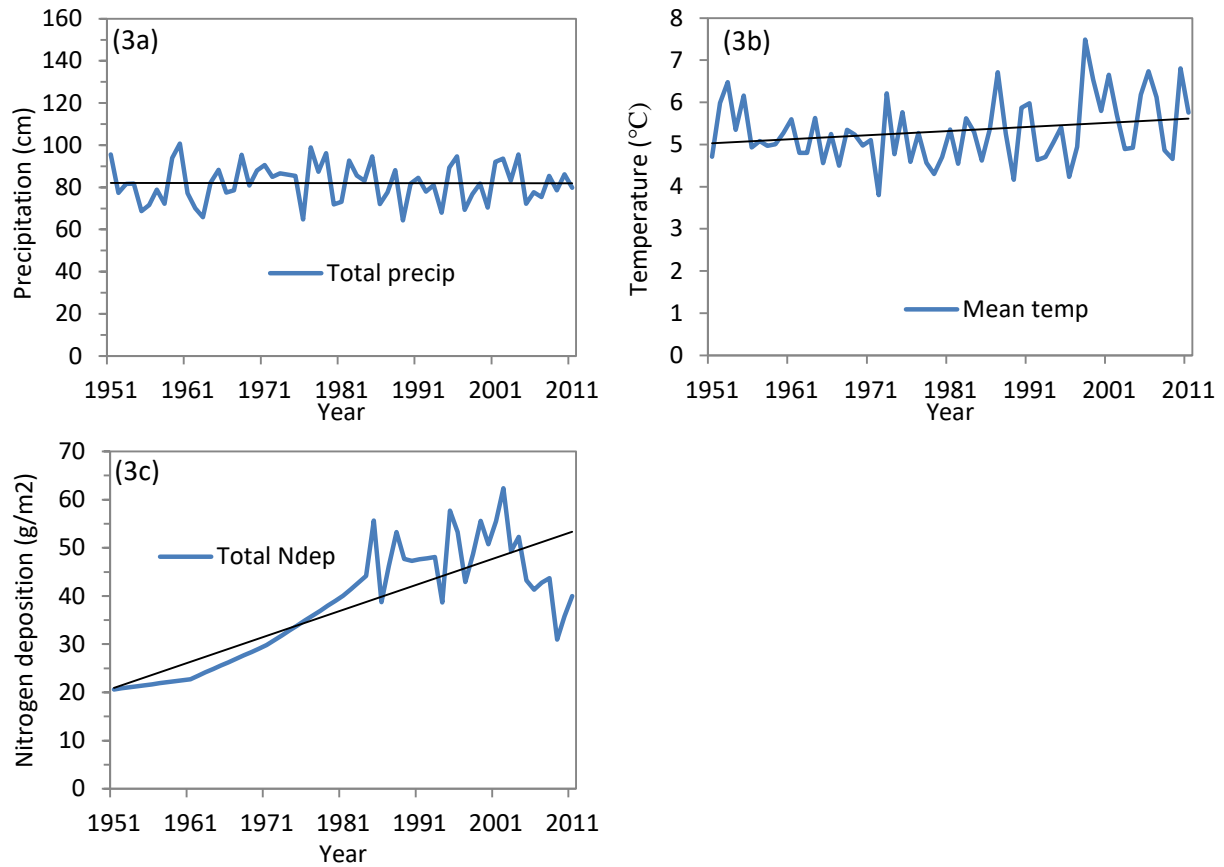 (3a)
Precipitation (cm)
160
140
120
100
80
60
40
20
0
Total precip
1951 1961 1971 1981 1991 2001 2011
Year
(3b)
Temperature (°C)
8
7
6
5
4
3
2
1
0
Mean temp
1951 1961 1971 1981 1991 2001 2011
Year
(3c)
Nitrogen deposition (g/m2)
70
60
50
40
30
20
10
0
Total Ndep
1951 1961 1971 1981 1991 2001 2011
Year